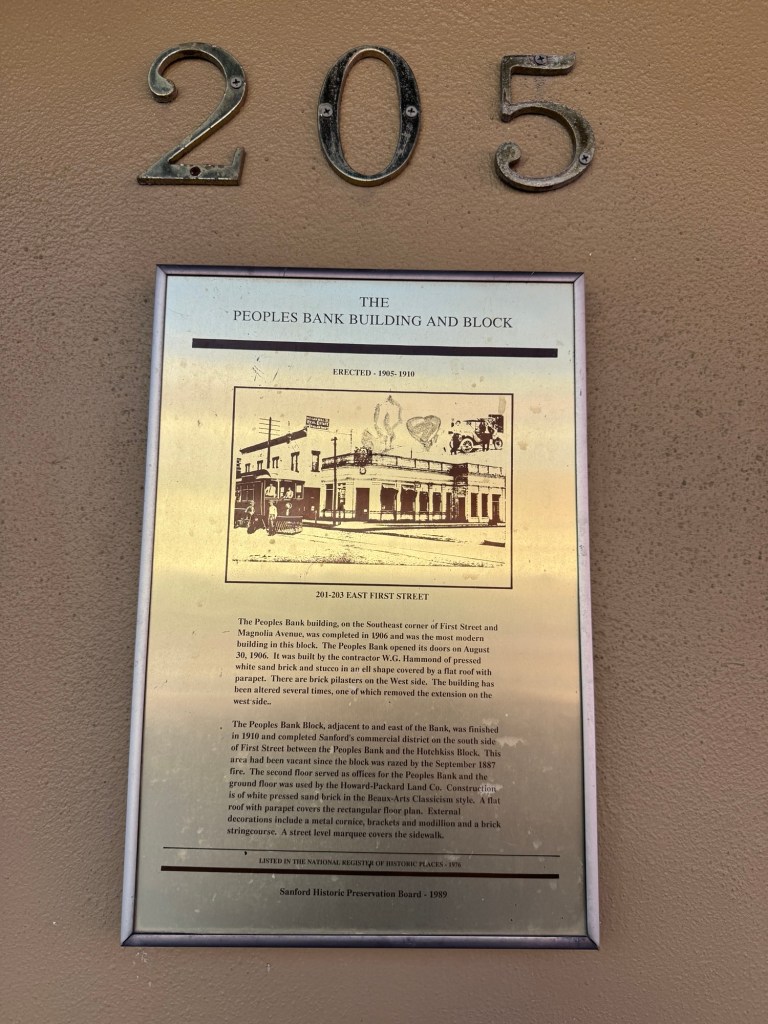 205
THE
PEOPLES BANK BUILDING AND BLOCK
ERECTED - 1905-1910
201-203 EAST FIRST STREET
The Peoples Bank building, on the Southeast corner of First Street and
Magnolia Avenue, was completed in 1906 and was the most modern
building in this block. The Peoples Bank opened its doors on August
30, 1906. It was built by the contractor W.G. Hammond of pressed
white sand brick and stucco in an ell shape covered by a flat roof with
parapet. There are brick pilasters on the West side. The building has
been altered several times, one of which removed the extension on the
west side..
The Peoples Bank Block, adjacent to and east of the Bank, was finished
in 1910 and completed Sanford's commercial district on the south side
of First Street between the Peoples Bank and the Hotchkiss Block. This
area had been vacant since the block was razed by the September 1887
fire. The second floor served as offices for the Peoples Bank and the
ground floor was used by the Howard-Packard Land Co. Construction
is of white pressed sand brick in the Beaux-Arts Classicism style. A flat
roof with parapet covers the rectangular floor plan. External
decorations include a metal cornice, brackets and modillion and a brick
stringcourse. A street level marquee covers the sidewalk.
LISTED IN THE NATIONAL REGISTER OF HISTORIC PLACES - 1976
Sanford Historic Preservation Board - 1989